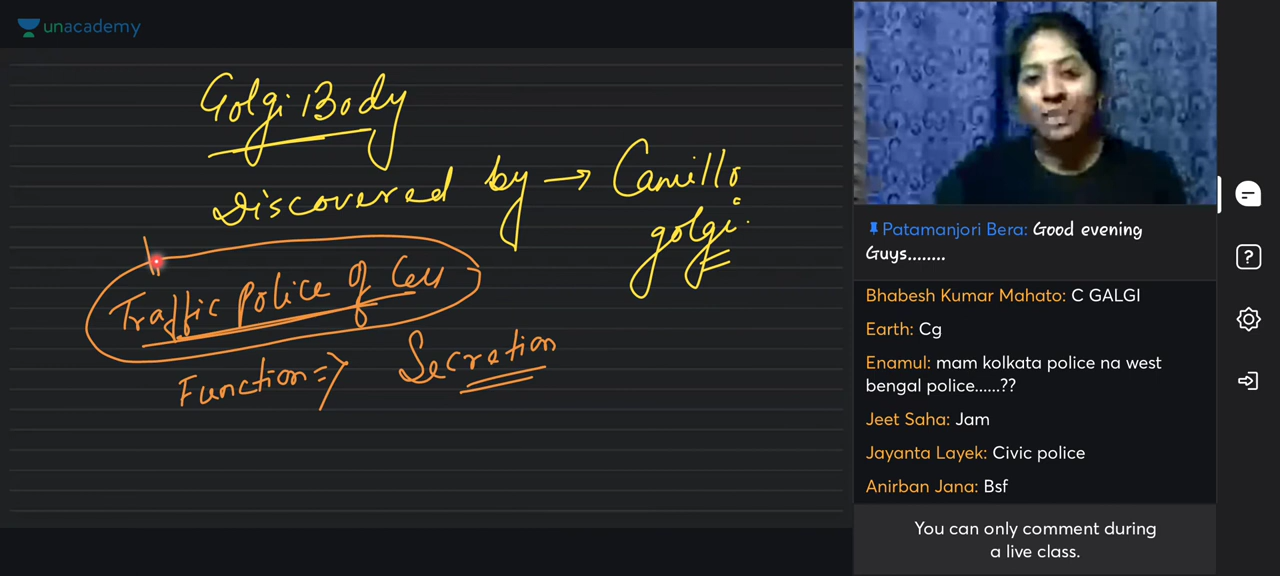 unacademy
Golgi Body
Discovered by → Camillo
golgi.
Traffic police of Cell
Function ⇒ Secretion
Patamanjori Bera: Good evening
Guys........
Bhabesh Kumar Mahato: C GALGI
Earth: Cg
Enamul: mam kolkata police na west
bengal police......??
Jeet Saha: Jam
Jayanta Layek: Civic police
Anirban Jana: Bsf
You can only comment during
a live class.